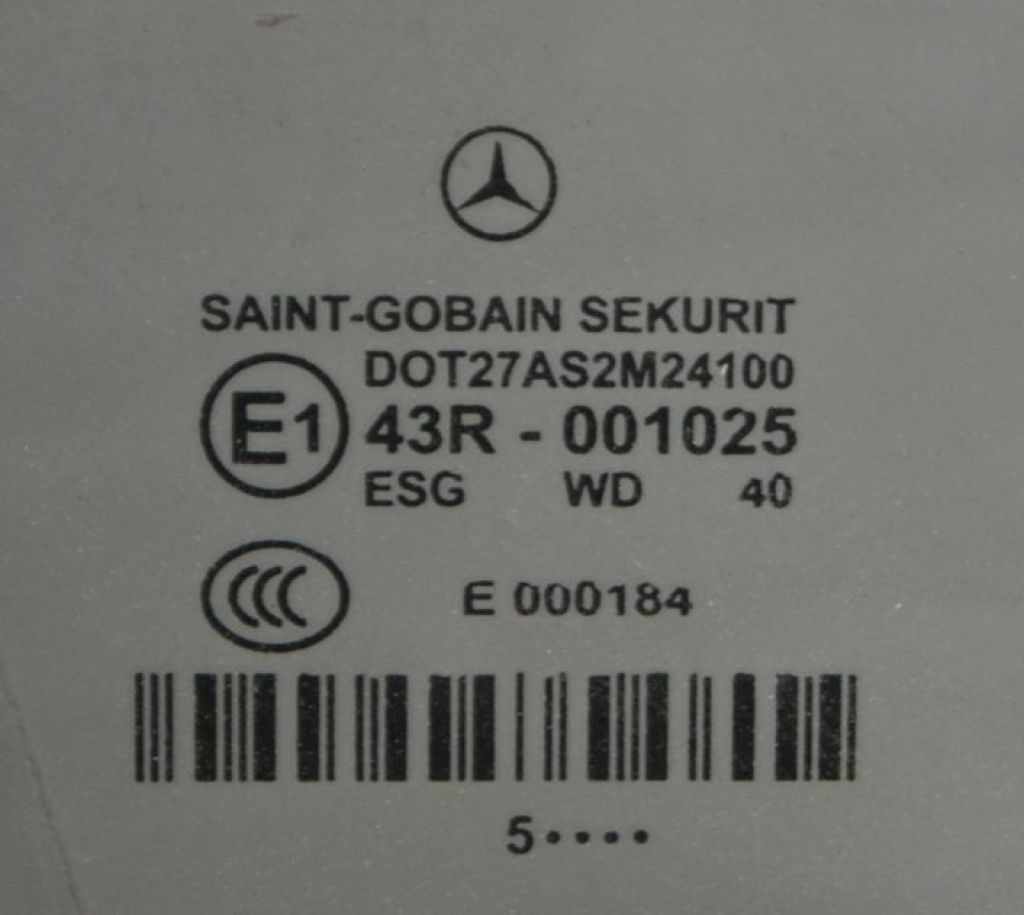 SAINT-GOBAIN SEKURIT
DOT27AS2M24100
E1 43R - 001025
ESG WD 40
CCC E 000184
5••••